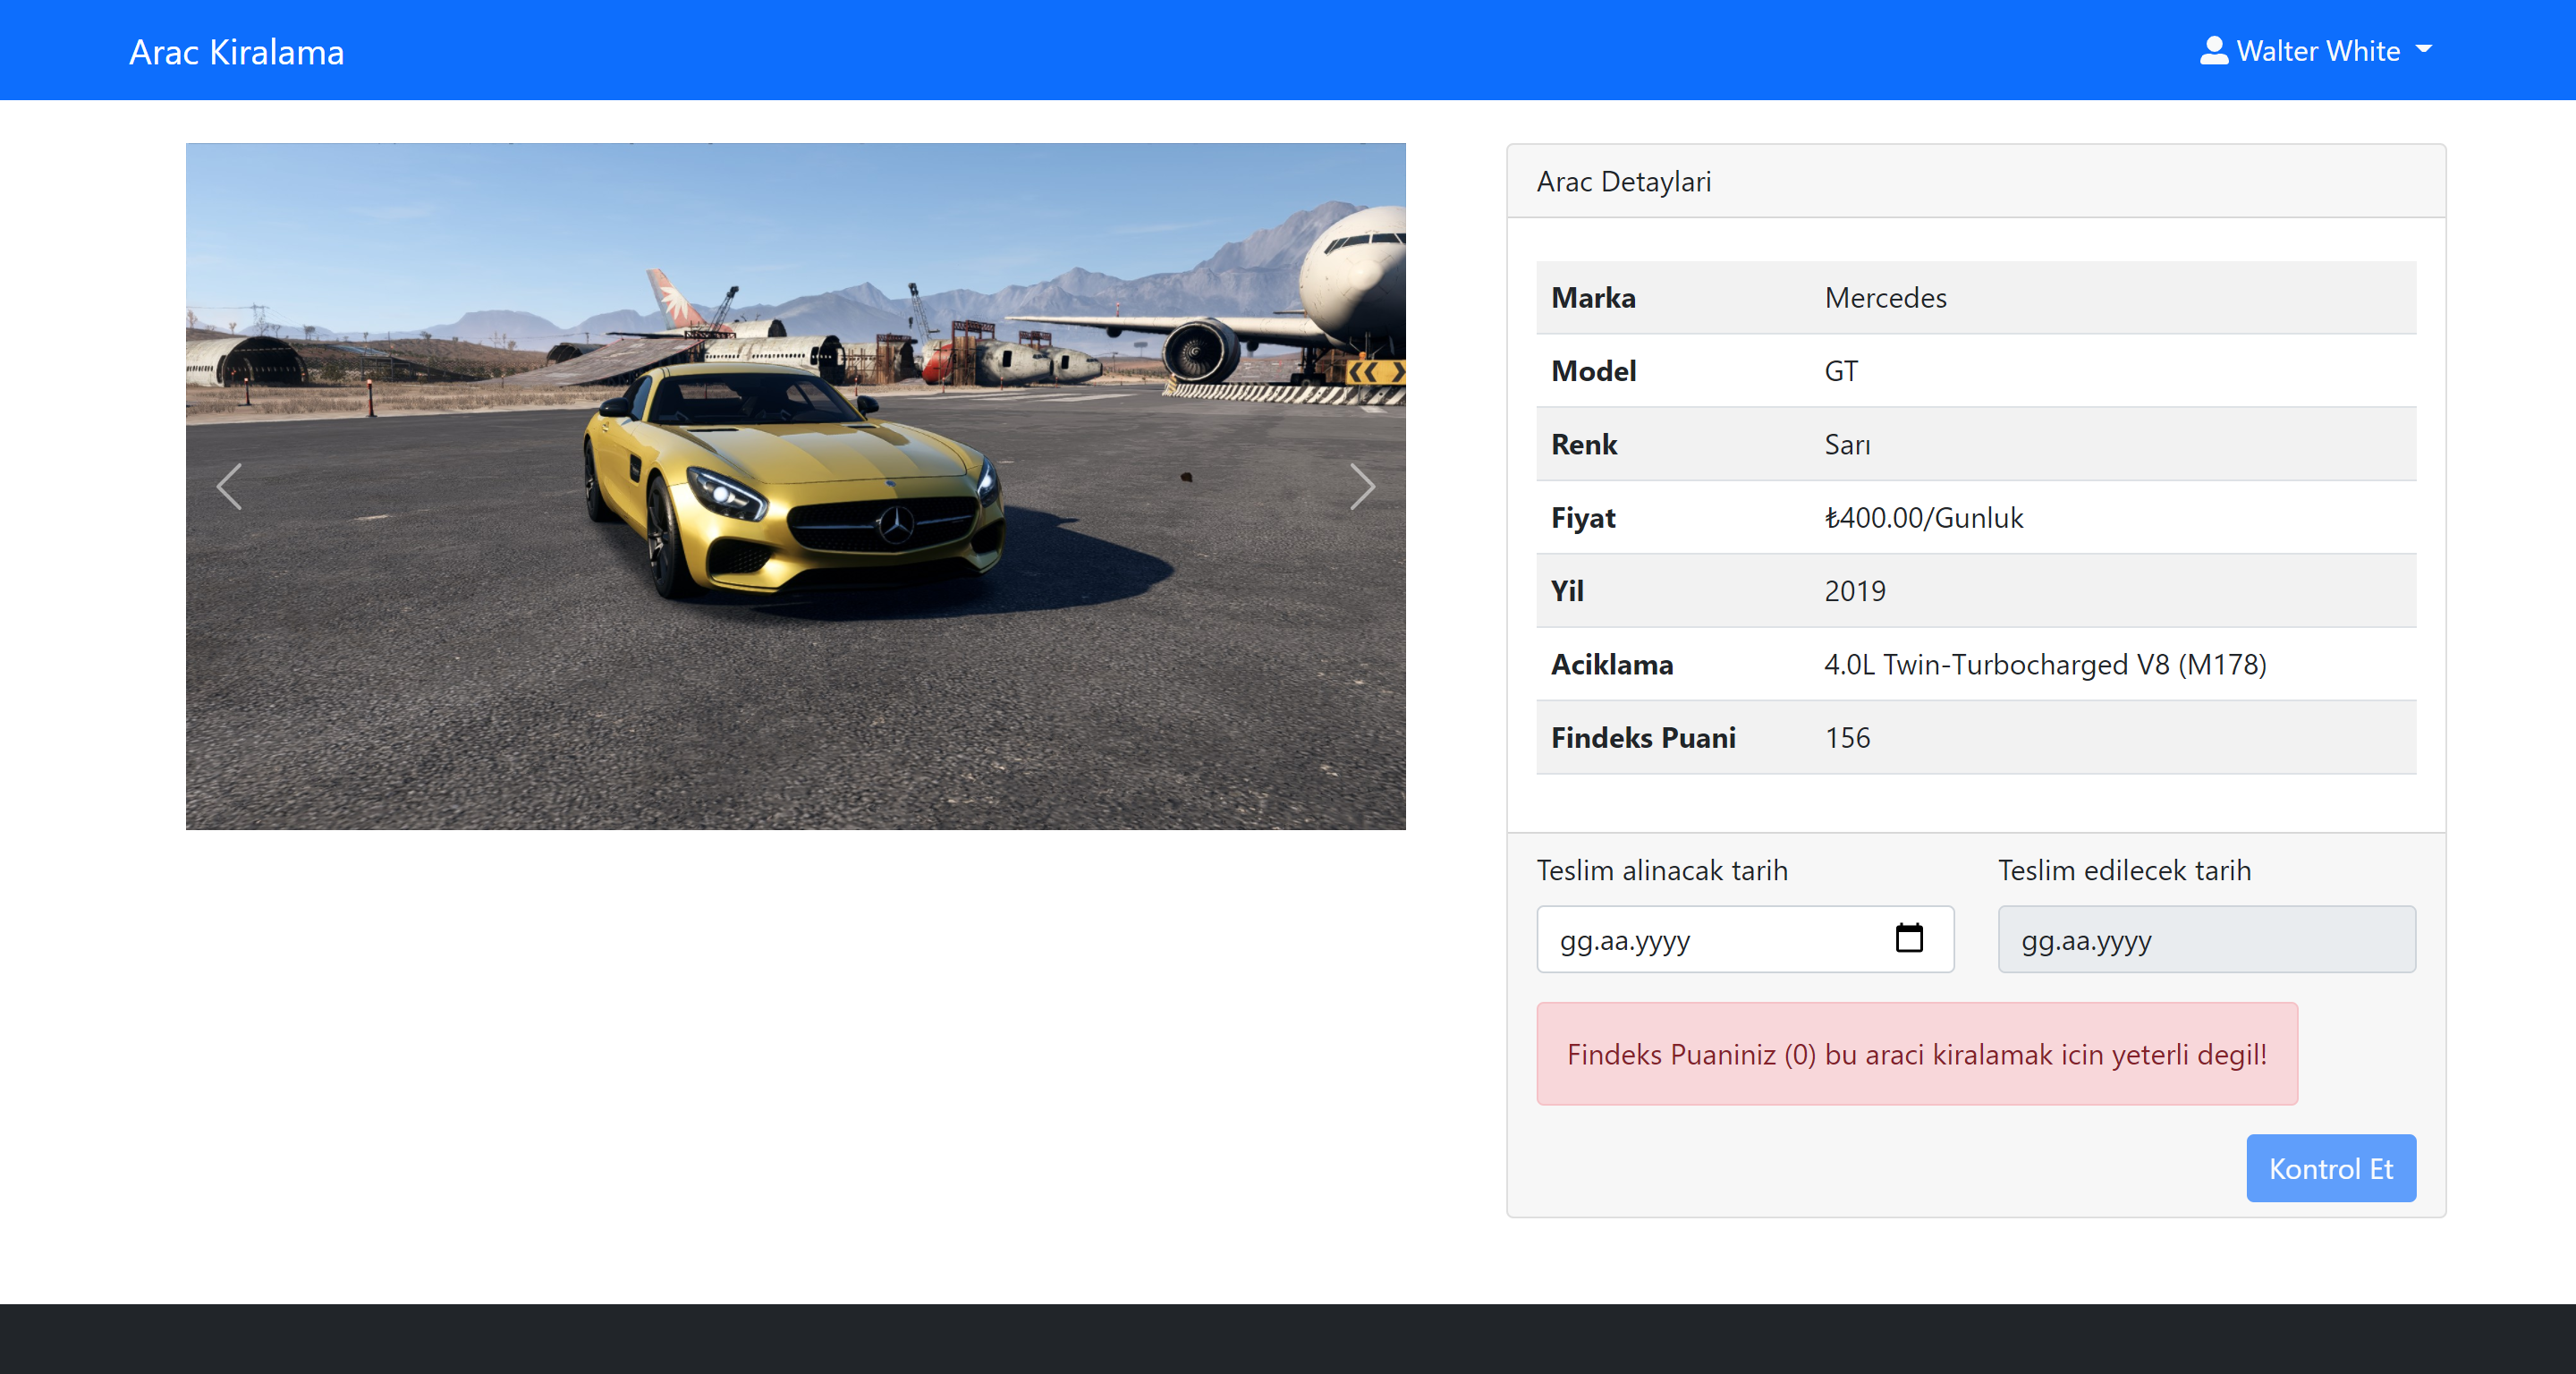 Arac Kiralama
Walter White
Arac Detaylari
Marka Mercedes
Model GT
Renk Sarı
Fiyat ₺400.00/Gunluk
Yil 2019
Aciklama 4.0L Twin-Turbocharged V8 (M178)
Findeks Puani 156
Teslim alinacak tarih Teslim edilecek tarih
gg.aa.yyyy gg.aa.yyyy
Findeks Puaniniz (0) bu araci kiralamak icin yeterli degil!
Kontrol Et